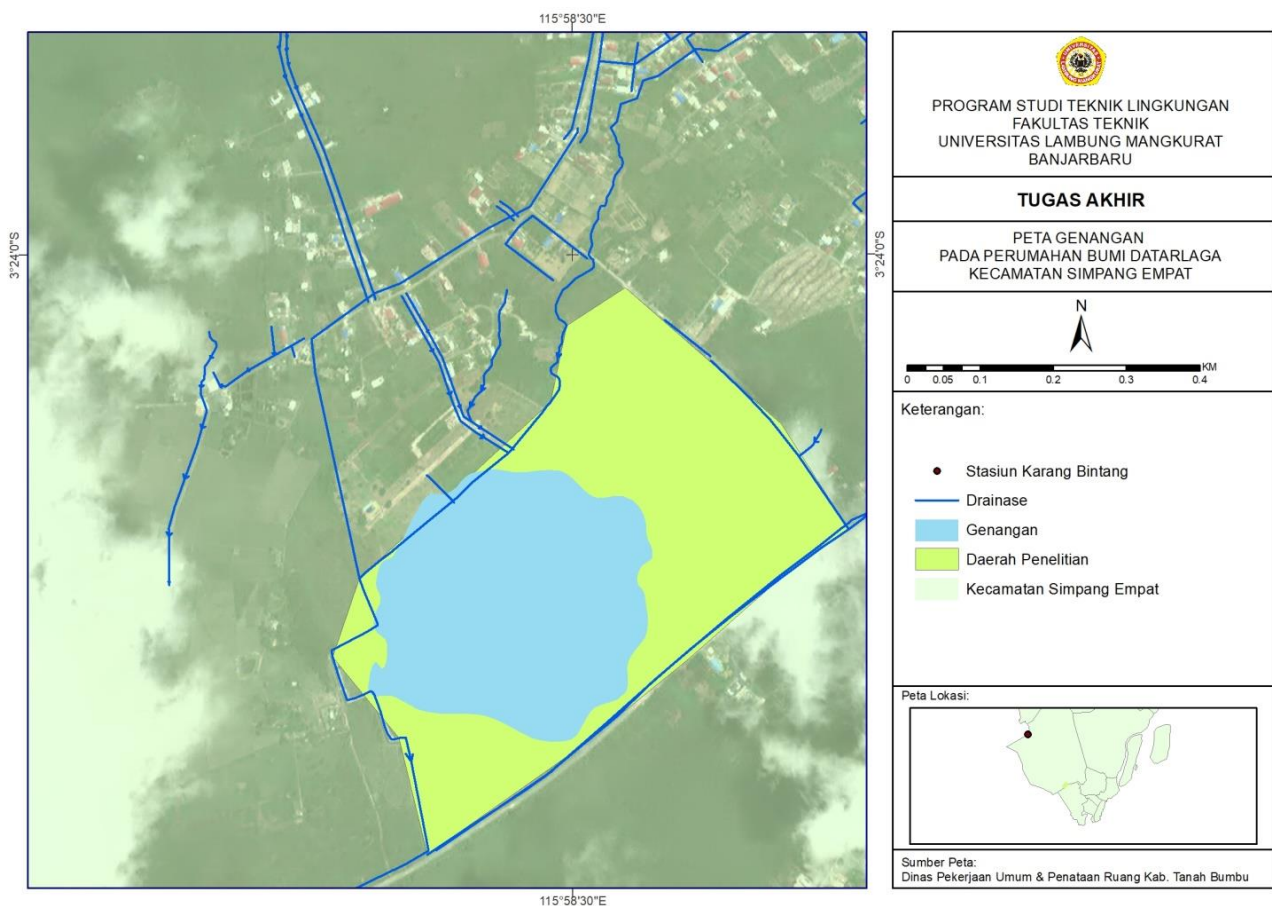 115°58'30"E
3°24'0"S
3°24'0"S
115°58'30"E
PROGRAM STUDI TEKNIK LINGKUNGAN
FAKULTAS TEKNIK
UNIVERSITAS LAMBUNG MANGKURAT
BANJARBARU
TUGAS AKHIR
PETA GENANGAN
PADA PERUMAHAN BUMI DATARLAGA
KECAMATAN SIMPANG EMPAT
N
KM
0 0.05 0.1 0.2 0.3 0.4
Keterangan:
Stasiun Karang Bintang
Drainase
Genangan
Daerah Penelitian
Kecamatan Simpang Empat
Peta Lokasi:
Sumber Peta:
Dinas Pekerjaan Umum & Penataan Ruang Kab. Tanah Bumbu